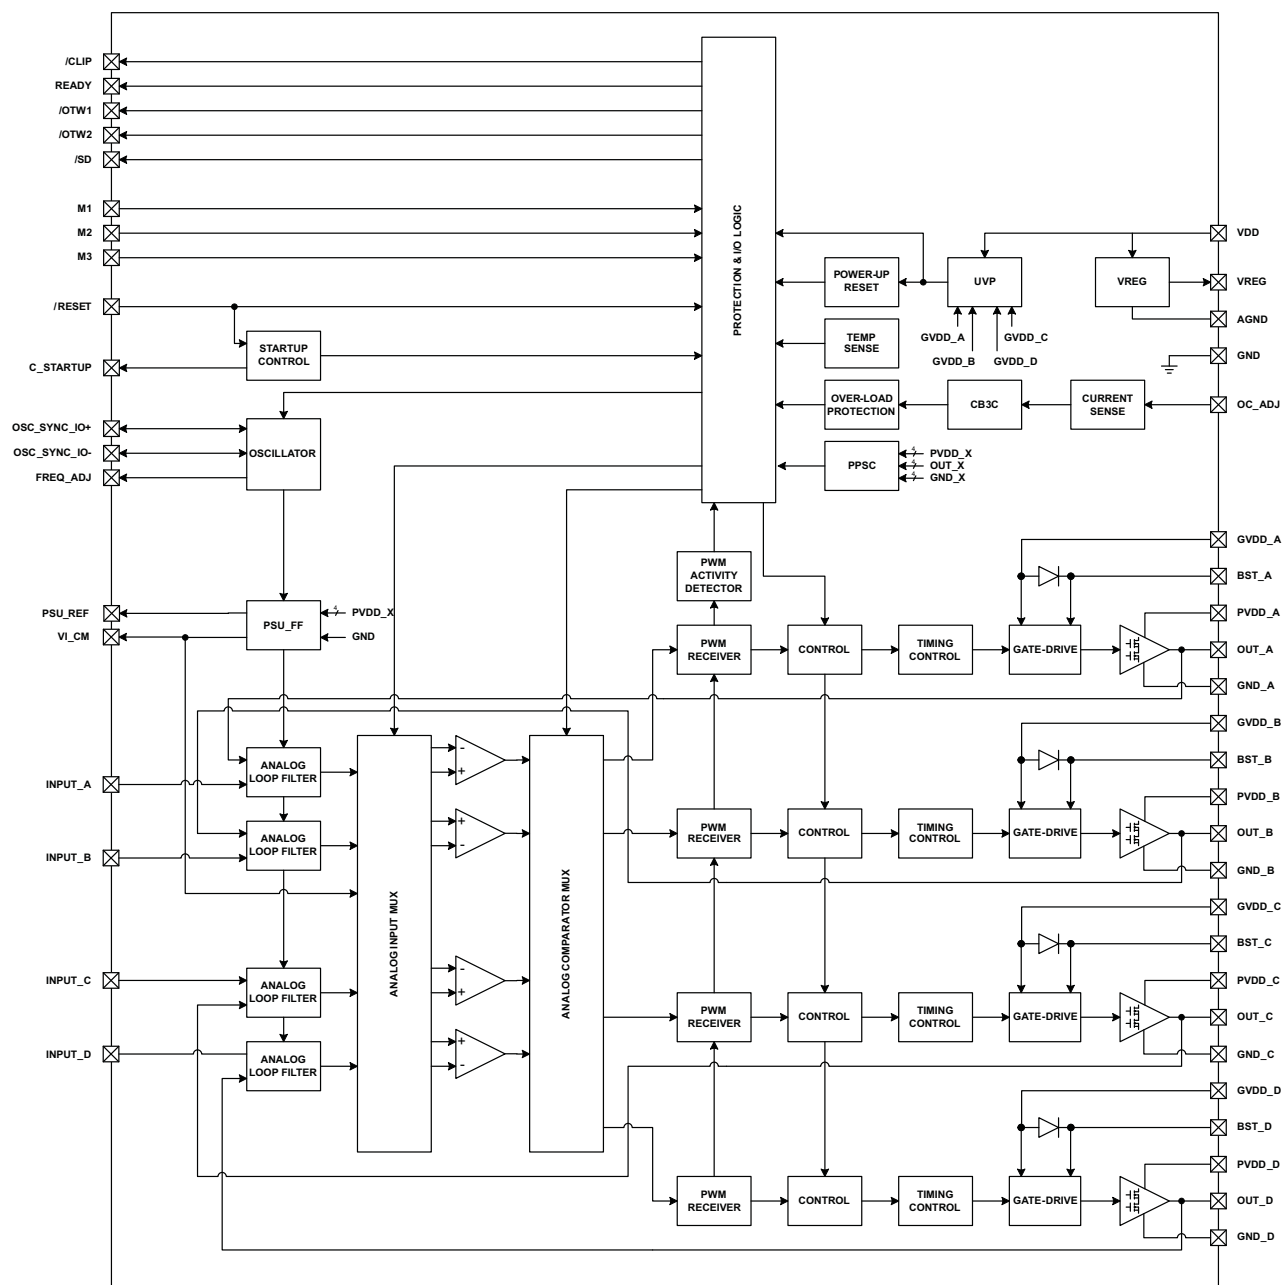 /CLIP
READY
/OTW1
/OTW2
/SD
M1
M2
M3
/RESET
C_STARTUP
OSC_SYNC_IO+
OSC_SYNC_IO-
FREQ_ADJ
PSU_REF
VI_CM
INPUT_A
INPUT_B
INPUT_C
INPUT_D
STARTUP
CONTROL
OSCILLATOR
PSU_FF
4
PVDD_X
GND
ANALOG
LOOP FILTER
ANALOG
LOOP FILTER
ANALOG
LOOP FILTER
ANALOG
LOOP FILTER
ANALOG INPUT MUX
-
+
+
-
-
+
+
-
ANALOG COMPARATOR MUX
PROTECTION & I/O LOGIC
POWER-UP
RESET
UVP
VREG
GVDD_A
GVDD_C
GVDD_B
GVDD_D
TEMP
SENSE
OVER-LOAD
PROTECTION
CB3C
CURRENT
SENSE
PPSC
4
PVDD_X
4
OUT_X
4
GND_X
PWM
ACTIVITY
DETECTOR
PWM
RECEIVER
CONTROL
TIMING
CONTROL
GATE-DRIVE
PWM
RECEIVER
CONTROL
TIMING
CONTROL
GATE-DRIVE
PWM
RECEIVER
CONTROL
TIMING
CONTROL
GATE-DRIVE
PWM
RECEIVER
CONTROL
TIMING
CONTROL
GATE-DRIVE
VDD
VREG
AGND
GND
OC_ADJ
GVDD_A
BST_A
PVDD_A
OUT_A
GND_A
GVDD_B
BST_B
PVDD_B
OUT_B
GND_B
GVDD_C
BST_C
PVDD_C
OUT_C
GND_C
GVDD_D
BST_D
PVDD_D
OUT_D
GND_D